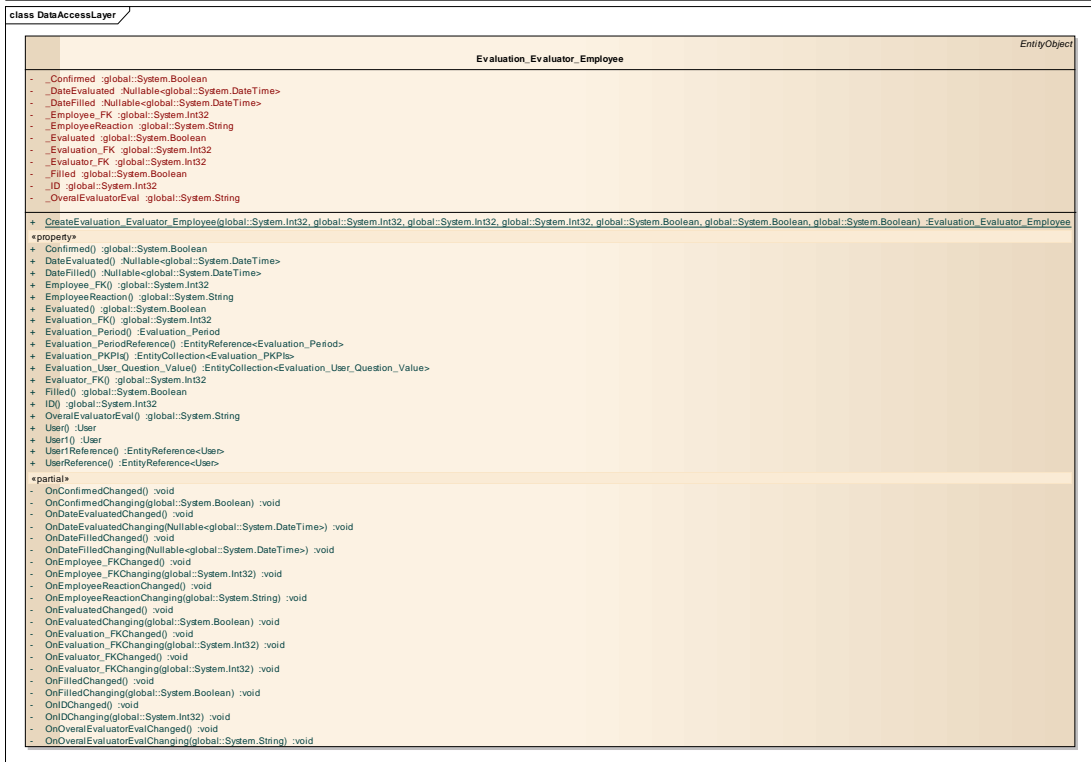 class DataAccessLayer
EntityObject
Evaluation_Evaluator_Employee
- _Confirmed :global::System.Boolean
- _DateEvaluated :Nullable<global::System.DateTime>
- _DateFilled :Nullable<global::System.DateTime>
- _Employee_FK :global::System.Int32
- _EmployeeReaction :global::System.String
- _Evaluated :global::System.Boolean
- _Evaluation_FK :global::System.Int32
- _Evaluator_FK :global::System.Int32
- _Filled :global::System.Boolean
- _ID :global::System.Int32
- _OveralEvaluatorEval :global::System.String
+ CreateEvaluation_Evaluator_Employee(global::System.Int32, global::System.Int32, global::System.Int32, global::System.Int32, global::System.Boolean, global::System.Boolean, global::System.Boolean) :Evaluation_Evaluator_Employee
«property»
+ Confirmed() :global::System.Boolean
+ DateEvaluated() :Nullable<global::System.DateTime>
+ DateFilled() :Nullable<global::System.DateTime>
+ Employee_FK() :global::System.Int32
+ EmployeeReaction() :global::System.String
+ Evaluated() :global::System.Boolean
+ Evaluation_FK() :global::System.Int32
+ Evaluation_Period() :Evaluation_Period
+ Evaluation_PeriodReference() :EntityReference<Evaluation_Period>
+ Evaluation_PKPIs() :EntityCollection<Evaluation_PKPIs>
+ Evaluation_User_Question_Value() :EntityCollection<Evaluation_User_Question_Value>
+ Evaluator_FK() :global::System.Int32
+ Filled() :global::System.Boolean
+ ID() :global::System.Int32
+ OveralEvaluatorEval() :global::System.String
+ User() :User
+ User1() :User
+ User1Reference() :EntityReference<User>
+ UserReference() :EntityReference<User>
«partial»
- OnConfirmedChanged() :void
- OnConfirmedChanging(global::System.Boolean) :void
- OnDateEvaluatedChanged() :void
- OnDateEvaluatedChanging(Nullable<global::System.DateTime>) :void
- OnDateFilledChanged() :void
- OnDateFilledChanging(Nullable<global::System.DateTime>) :void
- OnEmployee_FKChanged() :void
- OnEmployee_FKChanging(global::System.Int32) :void
- OnEmployeeReactionChanged() :void
- OnEmployeeReactionChanging(global::System.String) :void
- OnEvaluatedChanged() :void
- OnEvaluatedChanging(global::System.Boolean) :void
- OnEvaluation_FKChanged() :void
- OnEvaluation_FKChanging(global::System.Int32) :void
- OnEvaluator_FKChanged() :void
- OnEvaluator_FKChanging(global::System.Int32) :void
- OnFilledChanged() :void
- OnFilledChanging(global::System.Boolean) :void
- OnIDChanged() :void
- OnIDChanging(global::System.Int32) :void
- OnOveralEvaluatorEvalChanged() :void
- OnOveralEvaluatorEvalChanging(global::System.String) :void